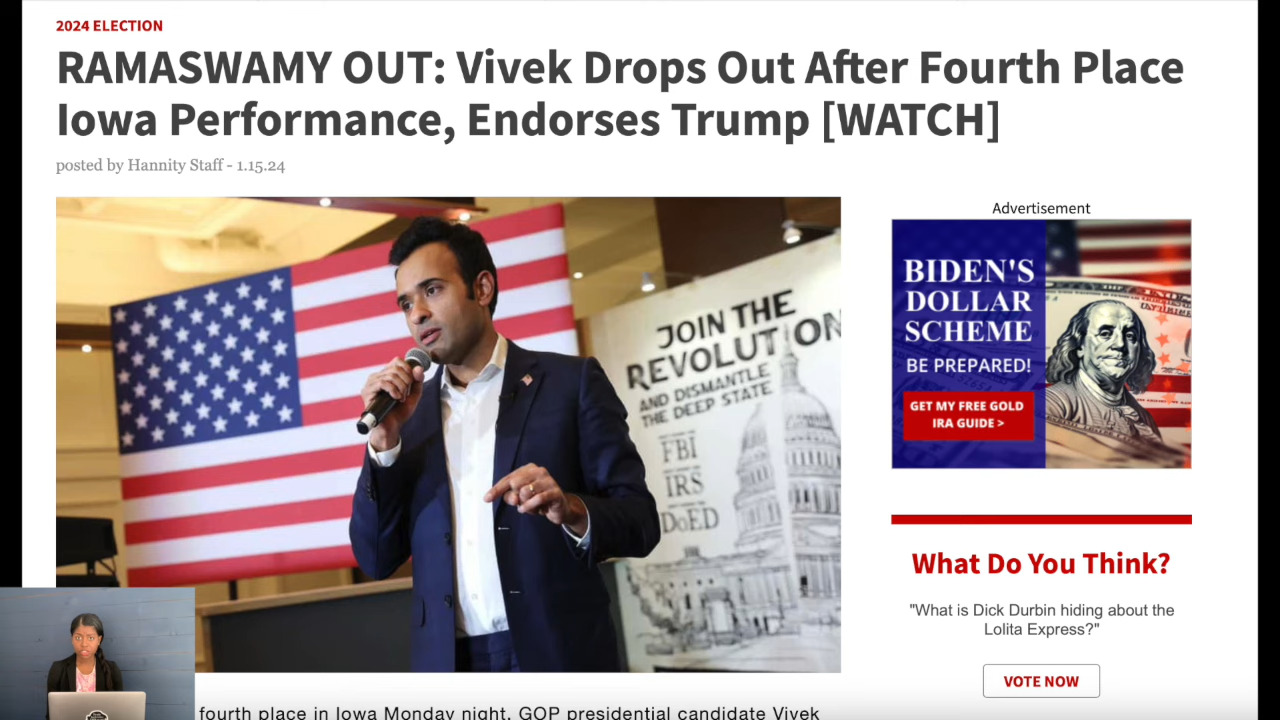 2024 ELECTION
RAMASWAMY OUT: Vivek Drops Out After Fourth Place
Iowa Performance, Endorses Trump [WATCH]
posted by Hannity Staff - 1.15.24
JOIN THE
REVOLUTION
AND DISMANTLE
THE DEEP STATE
FBI
IRS
DoED
Advertisement
BIDEN'S
DOLLAR
SCHEME
BE PREPARED!
GET MY FREE GOLD
IRA GUIDE >
What Do You Think?
"What is Dick Durbin hiding about the
Lolita Express?"
VOTE NOW
fourth place in Iowa Monday night, GOP presidential candidate Vivek